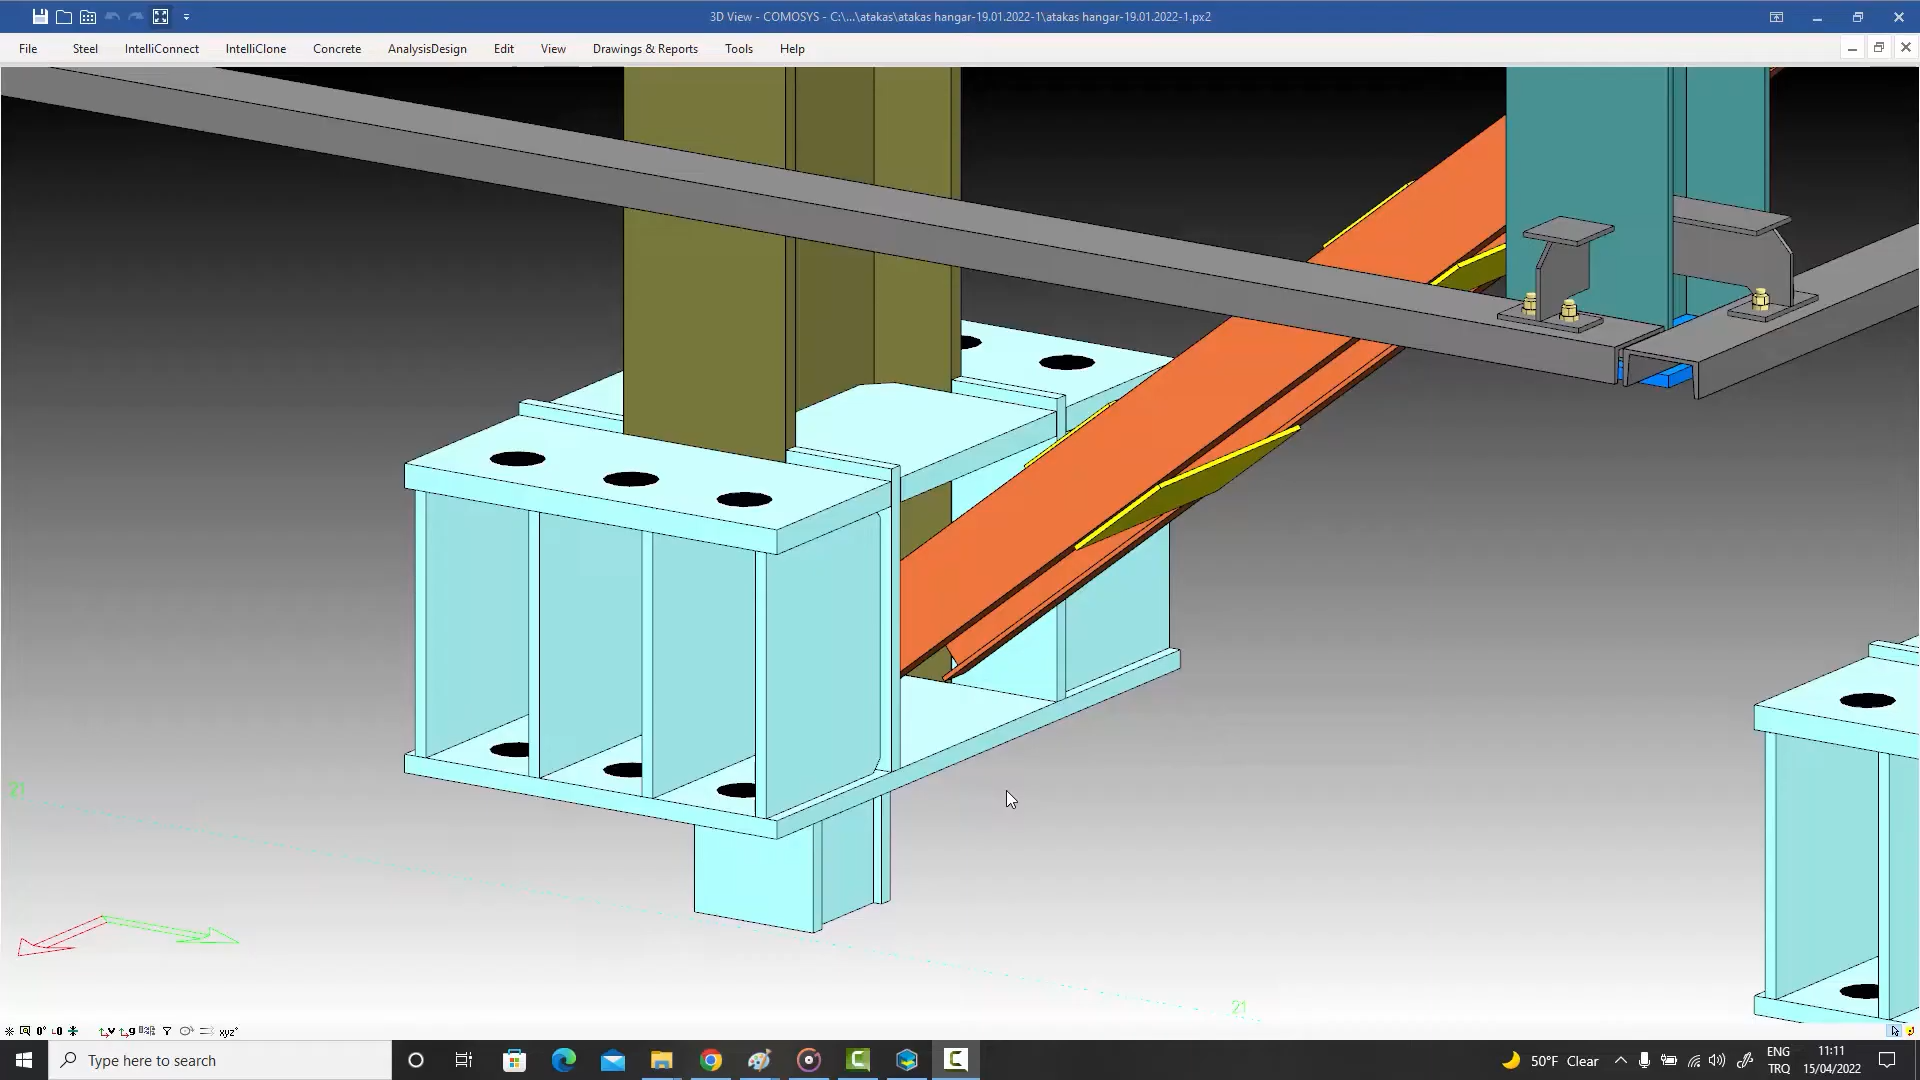 3D View - COMOSYS - C:\...\atakas\atakas hangar-19.01.2022-1\atakas hangar-19.01.2022-1.px2
File Steel IntelliConnect IntelliClone Concrete AnalysisDesign Edit View Drawings & Reports Tools Help
21
21
xyz
Type here to search
50°F Clear
ENG
TRQ
11:11
15/04/2022